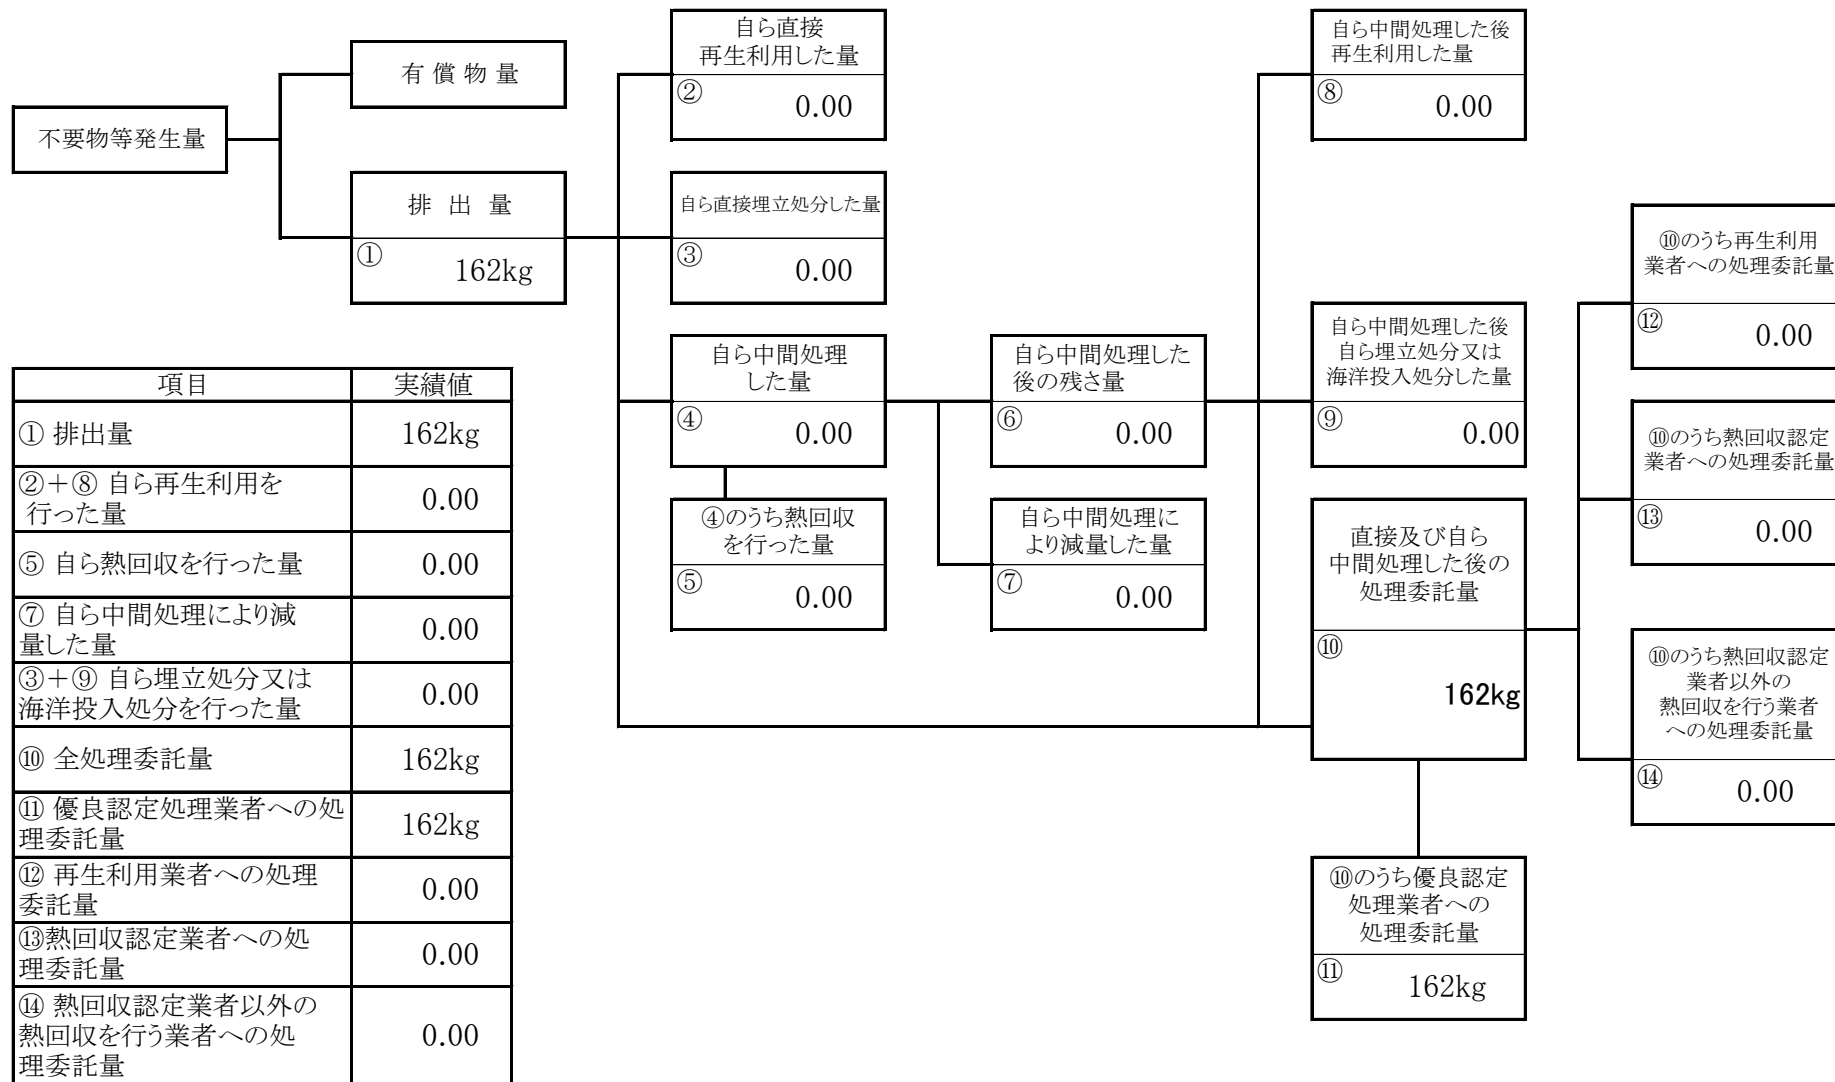 不要物等発生量
有 償 物 量
排 出 量
①
162kg
自ら直接
再生利用した量
②
0.00
自ら直接埋立処分した量
③
0.00
自ら中間処理
した量
④
0.00
④のうち熱回収
を行った量
⑤
0.00
自ら中間処理した
後の残さ量
⑥
0.00
自ら中間処理に
より減量した量
⑦
0.00
自ら中間処理した後
再生利用した量
⑧
0.00
自ら中間処理した後
自ら埋立処分又は
海洋投入処分した量
⑨
0.00
直接及び自ら
中間処理した後の
処理委託量
⑩
162kg
⑩のうち優良認定
処理業者への
処理委託量
⑪
162kg
⑩のうち再生利用
業者への処理委託量
⑫
0.00
⑩のうち熱回収認定
業者への処理委託量
⑬
0.00
⑩のうち熱回収認定
業者以外の
熱回収を行う業者
への処理委託量
⑭
0.00
項目 実績値
① 排出量 162kg
②＋⑧ 自ら再生利用を
行った量 0.00
⑤ 自ら熱回収を行った量 0.00
⑦ 自ら中間処理により減
量した量 0.00
③＋⑨ 自ら埋立処分又は
海洋投入処分を行った量 0.00
⑩ 全処理委託量 162kg
⑪ 優良認定処理業者への処
理委託量 162kg
⑫ 再生利用業者への処理
委託量 0.00
⑬熱回収認定業者への処
理委託量 0.00
⑭ 熱回収認定業者以外の
熱回収を行う業者への処
理委託量 0.00